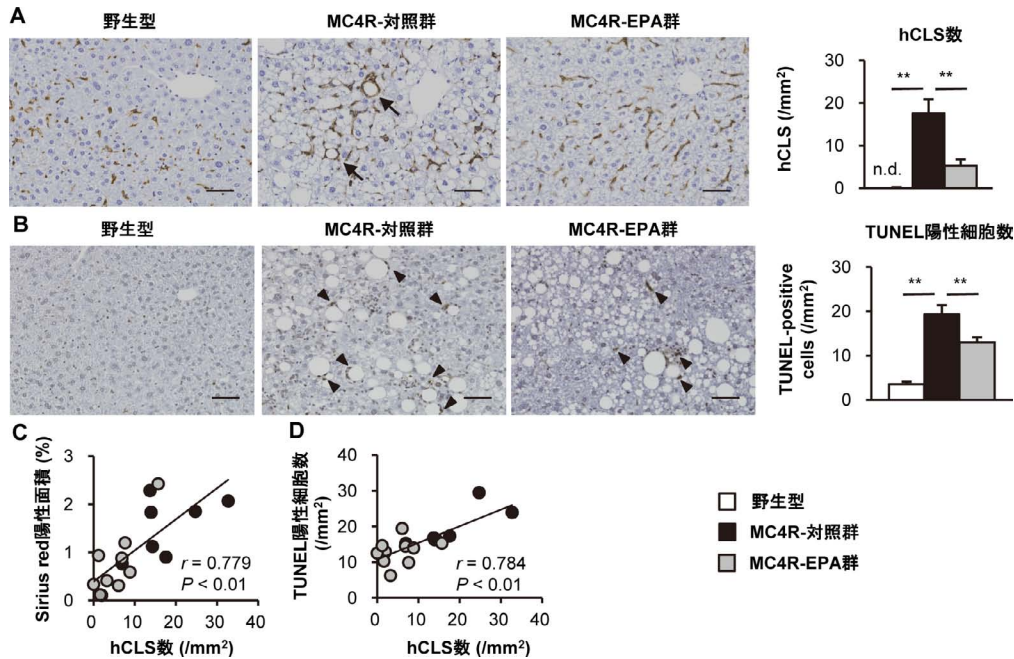 A
野生型
MC4R-対照群
MC4R-EPA群
hCLS数
hCLS (/mm²)
30
20
10
0
n.d.
**
**
B
野生型
MC4R-対照群
MC4R-EPA群
TUNEL陽性細胞数
TUNEL-positive
cells (/mm²)
30
20
10
0
**
**
C
Sirius red陽性面積 (%)
3
2
1
0
r = 0.779
P < 0.01
0 10 20 30 40
hCLS数 (/mm²)
D
TUNEL陽性細胞数
(/mm²)
40
30
20
10
0
r = 0.784
P < 0.01
0 10 20 30 40
hCLS数 (/mm²)
野生型
MC4R-対照群
MC4R-EPA群